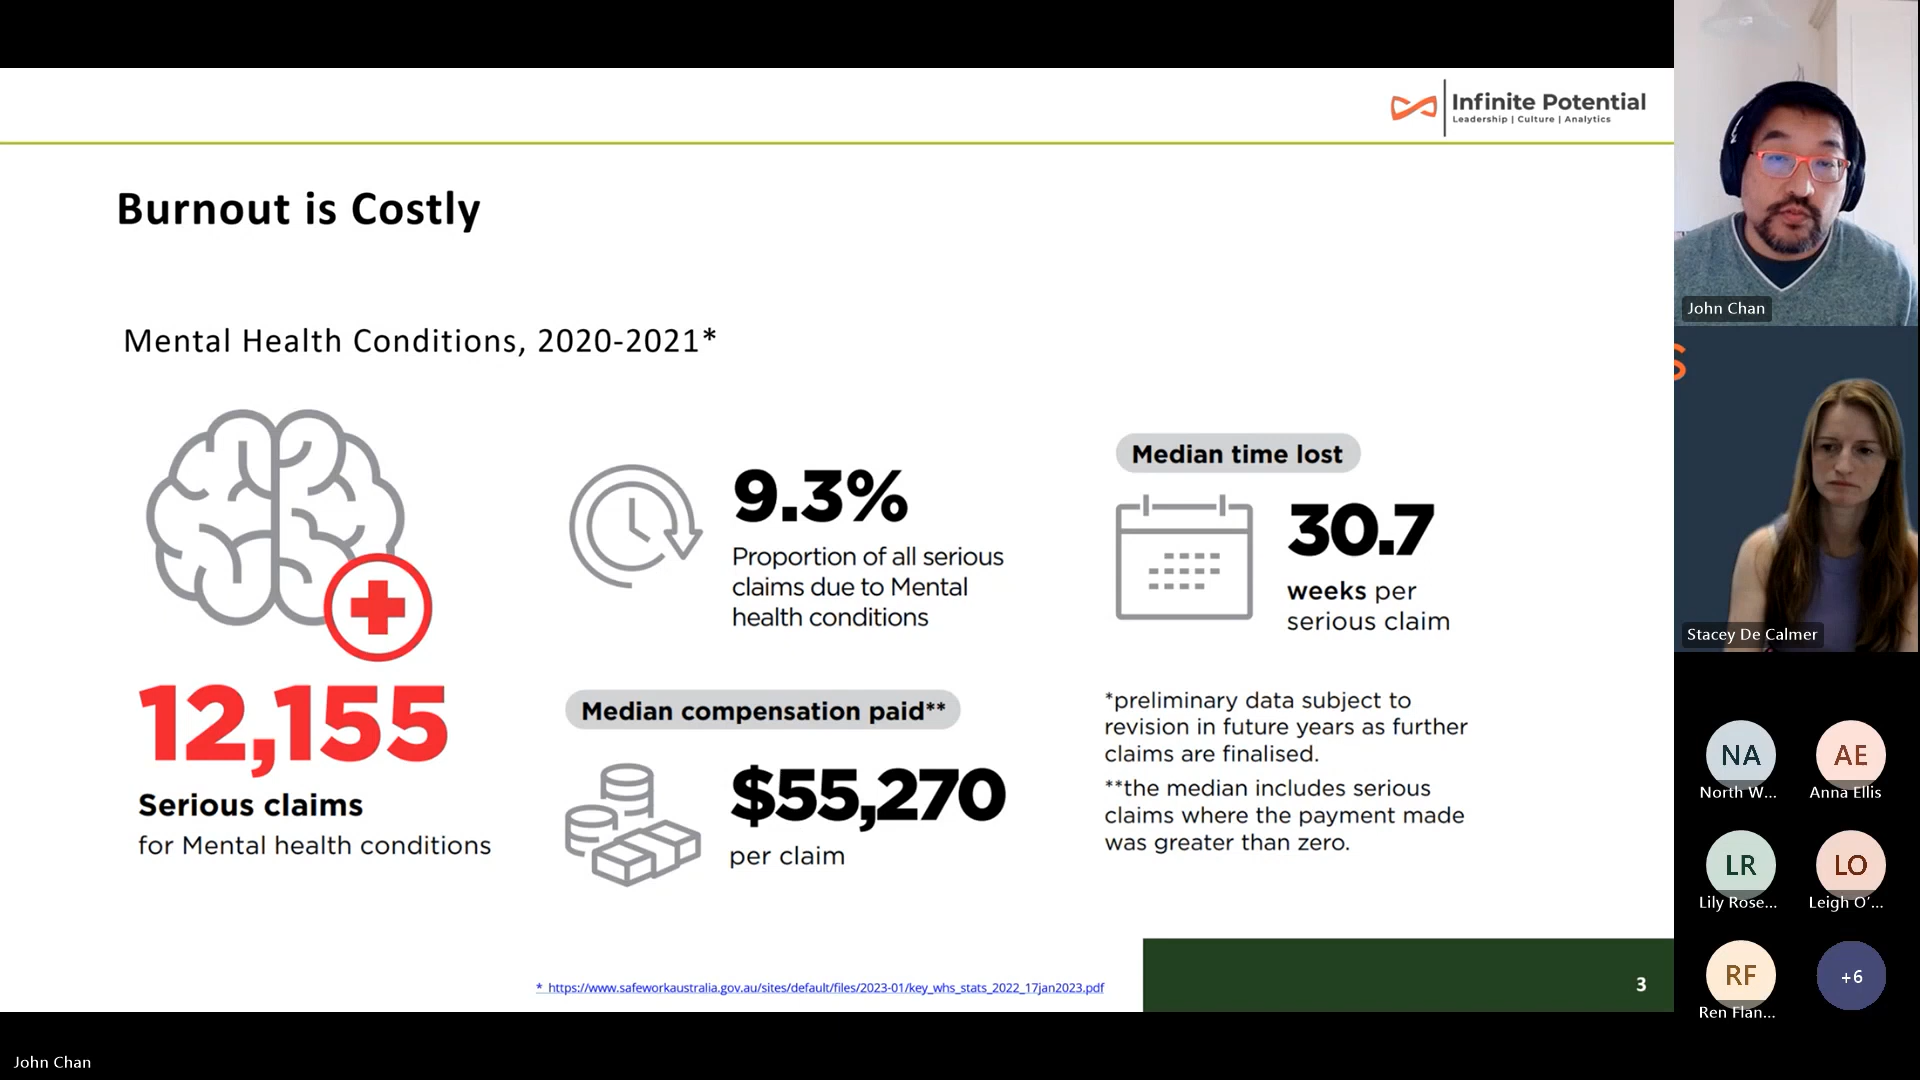 Infinite Potential
Leadership | Culture | Analytics
Burnout is Costly
Mental Health Conditions, 2020-2021*
12,155
Serious claims
for Mental health conditions
9.3%
Proportion of all serious
claims due to Mental
health conditions
Median compensation paid**
$55,270
per claim
Median time lost
30.7
weeks per
serious claim
*preliminary data subject to
revision in future years as further
claims are finalised.
**the median includes serious
claims where the payment made
was greater than zero.
* https://www.safeworkaustralia.gov.au/sites/default/files/2023-01/key_whs_stats_2022_17jan2023.pdf
3
John Chan
S
Stacey De Calmer
NA
North W...
AE
Anna Ellis
LR
Lily Rose...
LO
Leigh O'...
RF
Ren Flan...
+6
John Chan